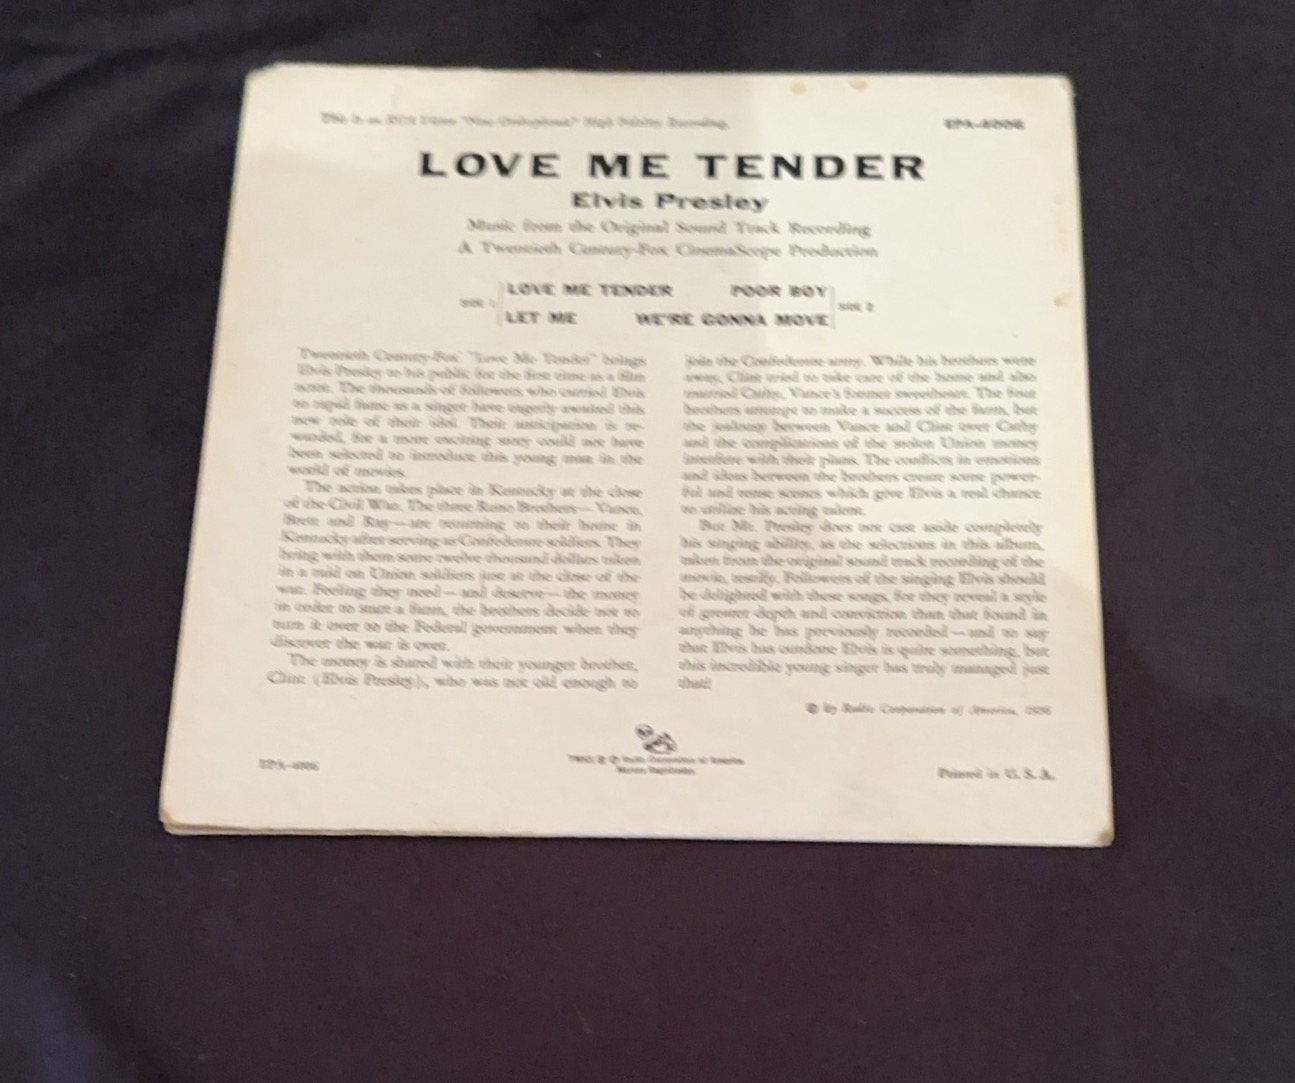 This is an RCA Victor "New Orthophonic" High Fidelity Recording.
EPA-4006
LOVE ME TENDER
Elvis Presley
Music from the Original Sound Track Recording
A Twentieth Century-Fox CinemaScope Production
SIDE 1
LOVE ME TENDER
LET ME
POOR BOY
WE'RE GONNA MOVE
SIDE 2
Twentieth Century-Fox' "Love Me Tender" brings
Elvis Presley to his public for the first time as a film
actor. The thousands of followers who carried Elvis
to rapid fame as a singer have eagerly awaited this
new role of their idol. Their anticipation is re-
warded, for a more exciting story could not have
been selected to introduce this young man in the
world of movies.
The action takes place in Kentucky at the close
of the Civil War. The three Reno Brothers—Vance,
Brett and Ray—are returning to their home in
Kentucky after serving as Confederate soldiers. They
bring with them some twelve thousand dollars taken
in a raid on Union soldiers just at the close of the
war. Feeling they need—and deserve—the money
in order to start a farm, the brothers decide not to
turn it over to the Federal government when they
discover the war is over.
The money is shared with their younger brother,
Clint (Elvis Presley), who was not old enough to
join the Confederate army. While his brothers were
away, Clint tried to take care of the home and also
married Cathy, Vance's former sweetheart. The four
brothers attempt to make a success of the farm, but
the jealousy between Vance and Clint over Cathy
and the complications of the stolen Union money
interfere with their plans. The conflicts in emotions
and ideas between the brothers create some power-
ful and tense scenes which give Elvis a real chance
to utilize his acting talent.
But Mr. Presley does not cast aside completely
his singing ability, as the selections in this album,
taken from the original sound track recording of the
movie, testify. Followers of the singing Elvis should
be delighted with these songs, for they reveal a style
of greater depth and conviction than that found in
anything he has previously recorded—and to say
that Elvis has outdone Elvis is quite something, but
this incredible young singer has truly managed just
that!
© by Radio Corporation of America, 1956
EPA-4006
TMKS ® © Radio Corporation of America
Marcas Registradas
Printed in U. S. A.